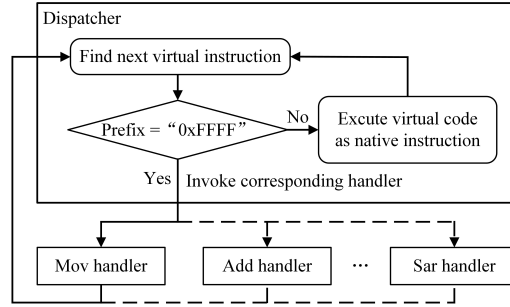 Dispatcher
Find next virtual instruction
Prefix = “0xFFFF”
No
Excute virtual code
as native instruction
Yes
Invoke corresponding handler
Mov handler
Add handler
...
Sar handler